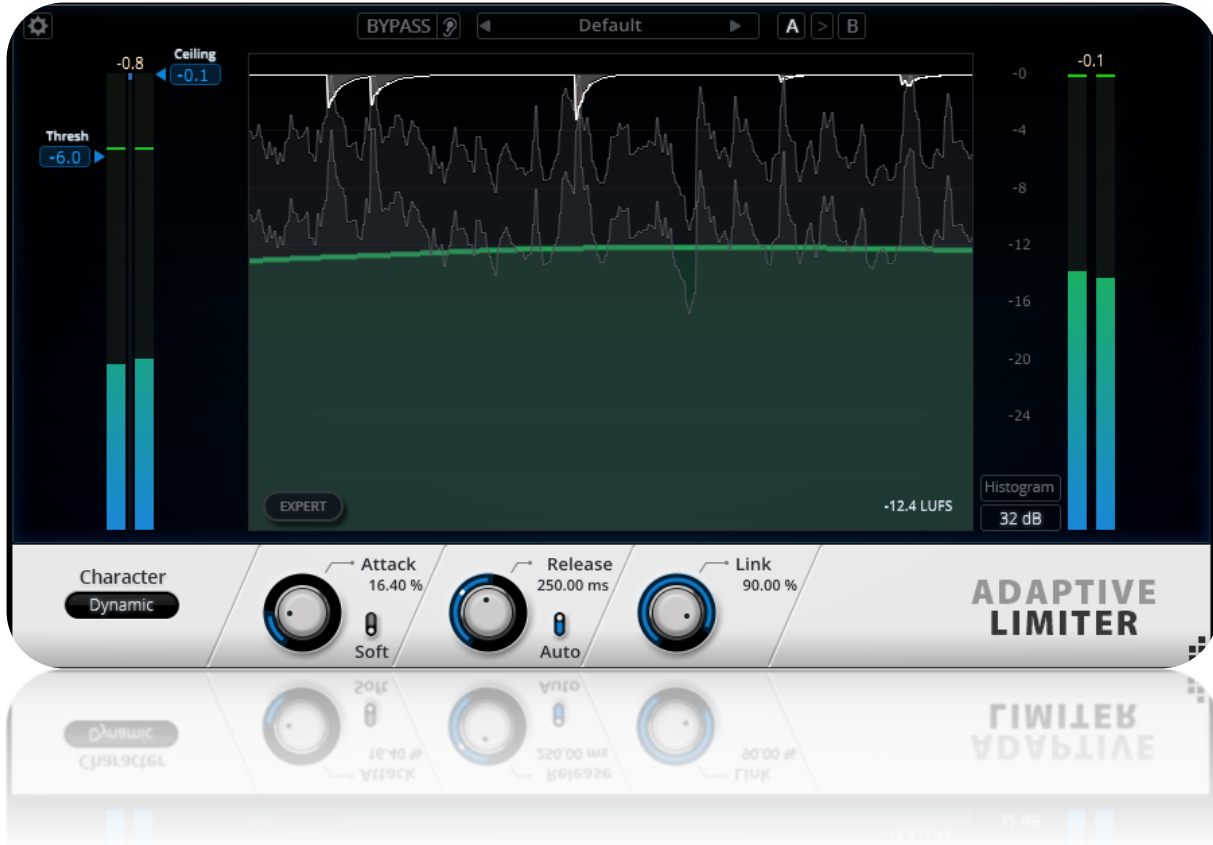 BYPASS
Default
A
>
B
-0.8
Ceiling
-0.1
Thresh
-6.0
-0.1
-0
-4
-8
-12
-16
-20
-24
EXPERT
-12.4 LUFS
Histogram
32 dB
Character
Dynamic
Attack
16.40 %
Soft
Release
250.00 ms
Auto
Link
90.00 %
ADAPTIVE
LIMITER